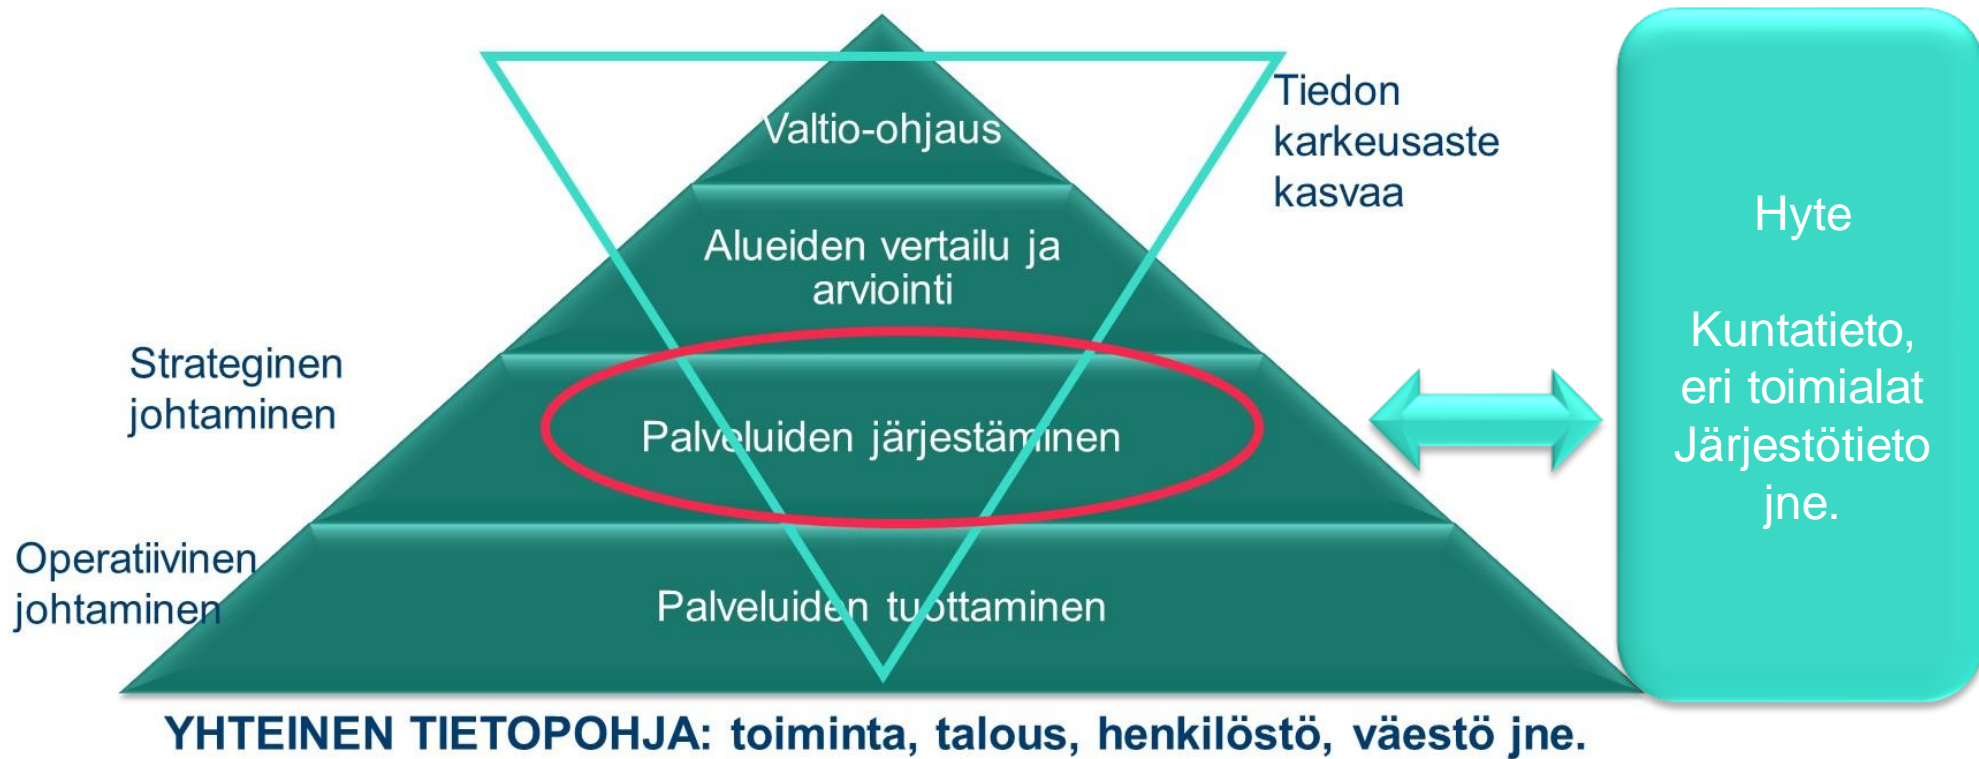 Valtio-ohjaus
Tiedon
karkeusaste
kasvaa
Alueiden vertailu ja
arviointi
Strateginen
johtaminen
Palveluiden järjestäminen
Operatiivinen
johtaminen
Palveluiden tuottaminen
YHTEINEN TIETOPOHJA: toiminta, talous, henkilöstö, väestö jne.
Hyte
Kuntatieto,
eri toimialat
Järjestötieto
jne.